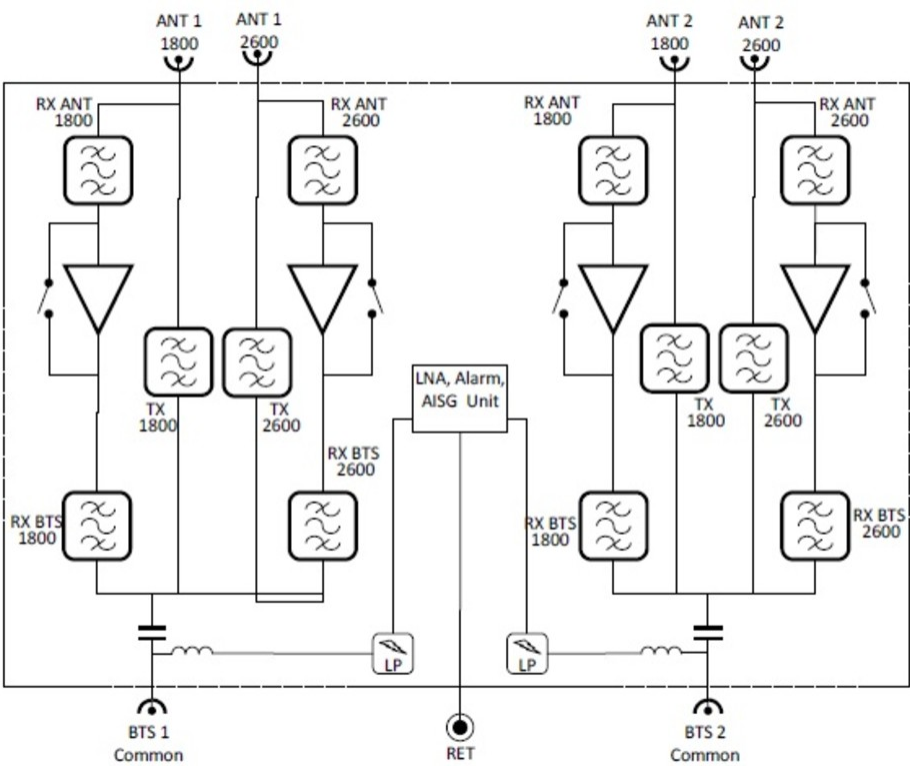 ANT 1
1800
ANT 1
2600
ANT 2
1800
ANT 2
2600
RX ANT
1800
RX ANT
2600
RX ANT
1800
RX ANT
2600
TX
1800
TX
2600
LNA, Alarm,
AISG Unit
TX
1800
TX
2600
RX BTS
2600
RX BTS
1800
RX BTS
1800
RX BTS
2600
LP
LP
BTS 1
Common
RET
BTS 2
Common